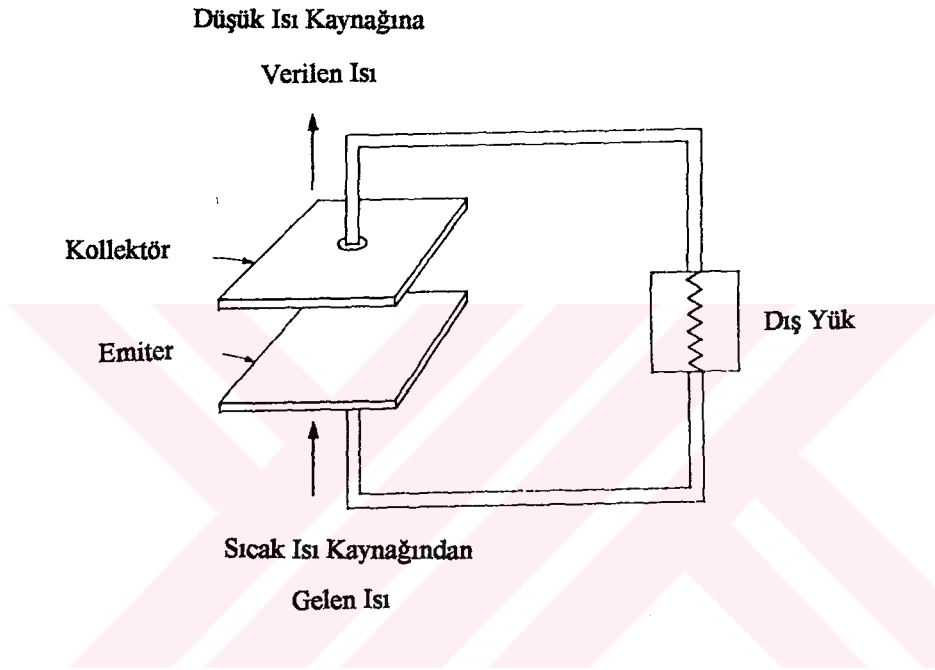 Düşük Isı Kaynağına
Verilen Isı
Kollektör
Emiter
Dış Yük
Sıcak Isı Kaynağından
Gelen Isı